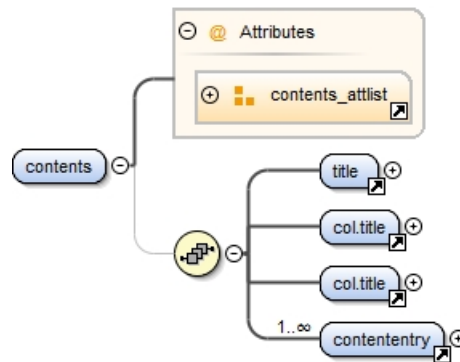 Attributes
contents_attlist
contents
title
col.title
col.title
1..∞
contententry